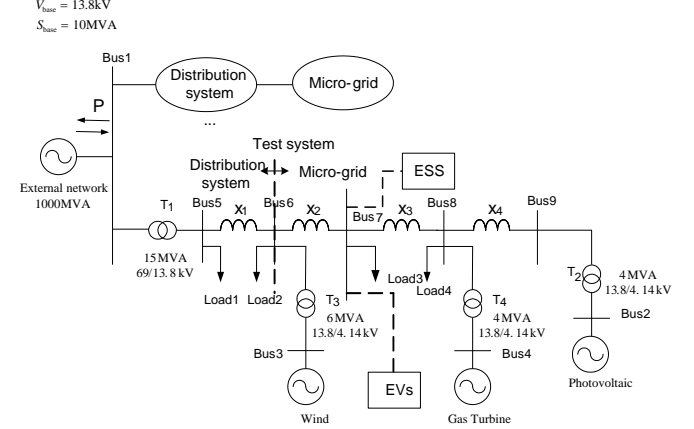 V_base = 13.8kV
S_base = 10MVA
Bus1
Distribution
system
Micro-grid
...
P
Test system
Distribution
system
Micro-grid
ESS
External network
1000MVA
T1
Bus5
X1
Bus6
X2
Bus7
X3
Bus8
X4
Bus9
15MVA
69/13.8kV
Load1
Load2
Load3
Load4
T2
4MVA
13.8/4.14kV
T3
6MVA
13.8/4.14kV
T4
4MVA
13.8/4.14kV
Bus2
Bus3
Bus4
EVs
Photovoltaic
Wind
Gas Turbine